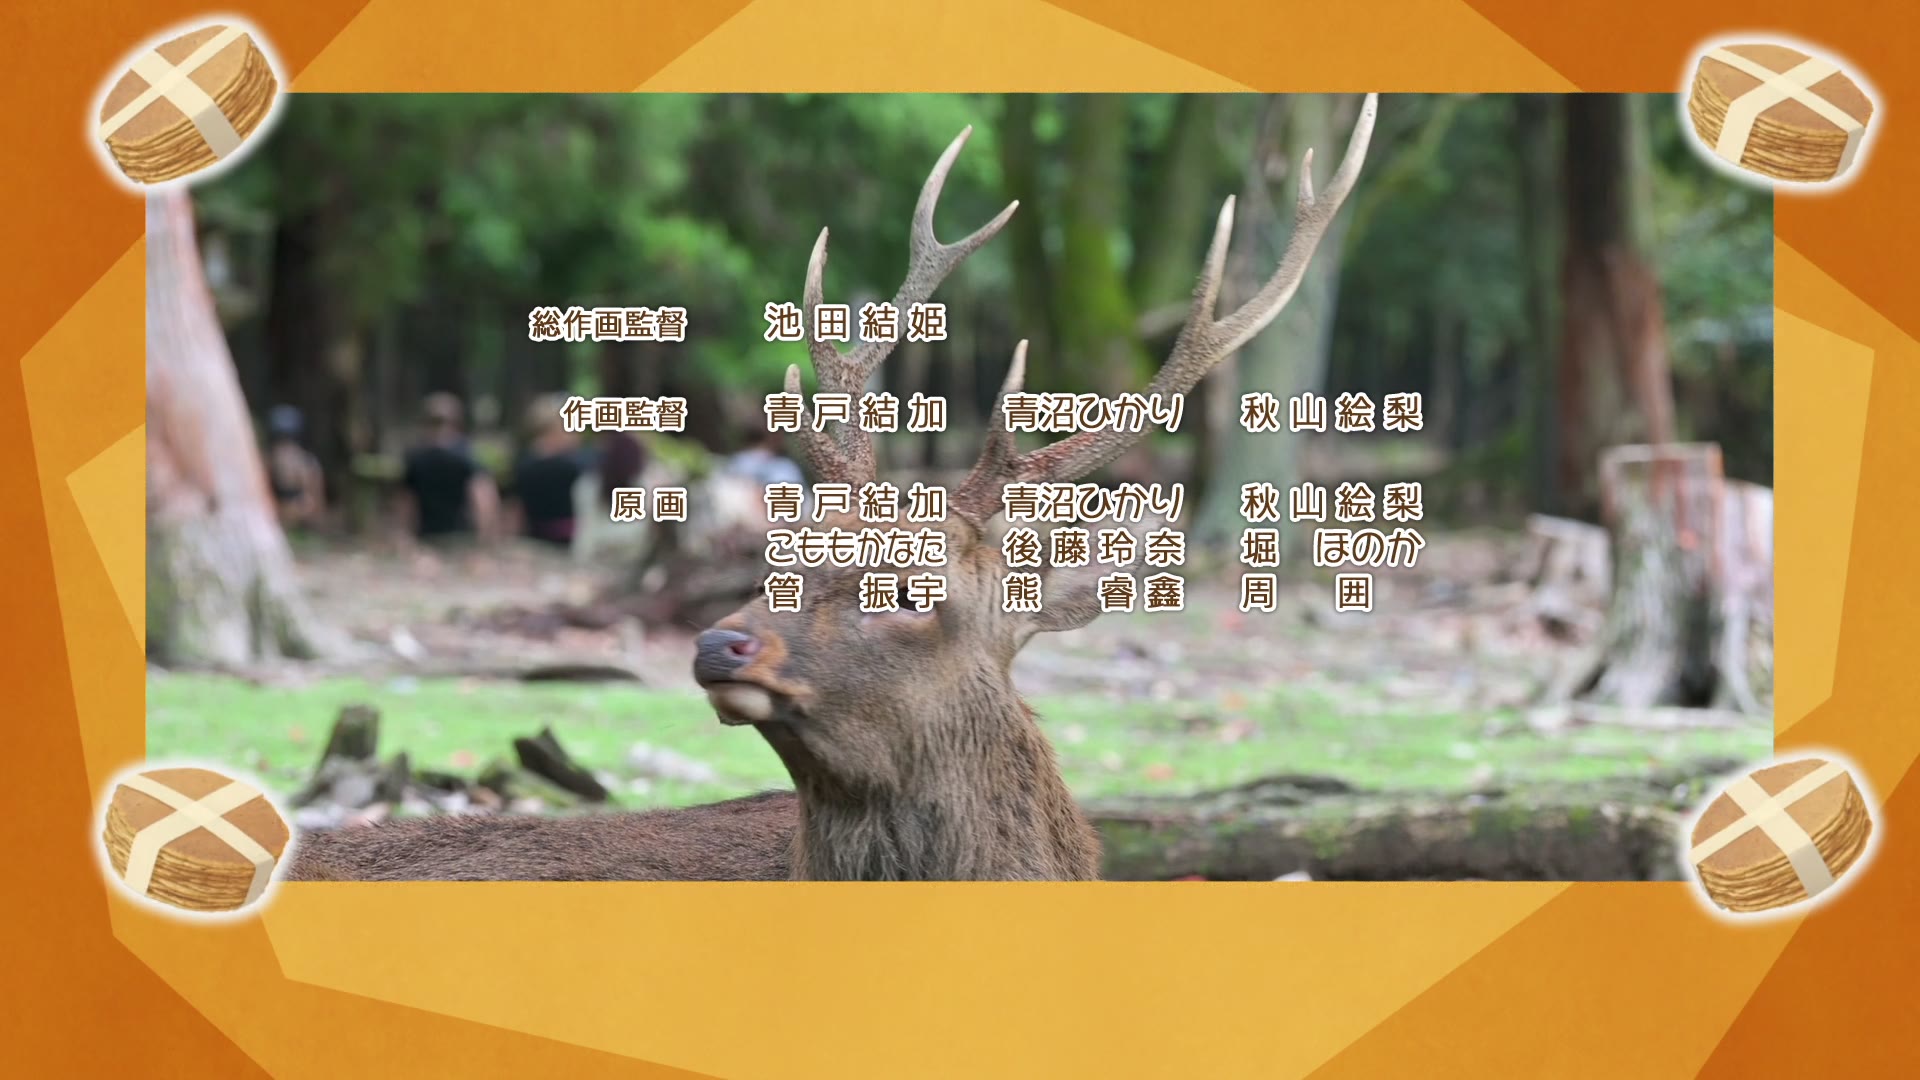 総作画監督 池田結姫
作画監督 青戸結加 青沼ひかり 秋山絵梨
原画 青戸結加 青沼ひかり 秋山絵梨
こももかなた 後藤玲奈 堀 ほのか
管 振宇 熊 睿鑫 周 囲